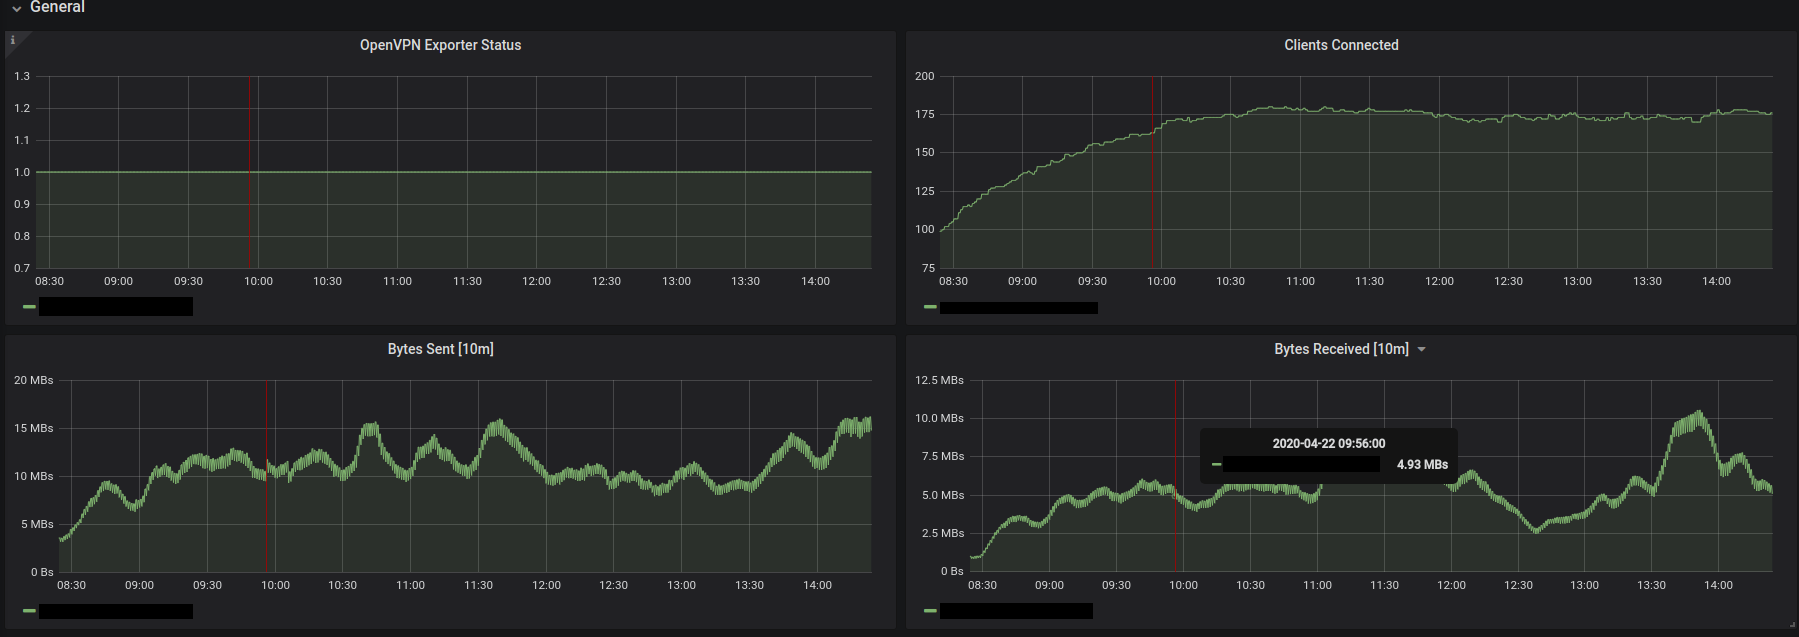 General
OpenVPN Exporter Status
1.3
1.2
1.1
1.0
0.9
0.8
0.7
08:30 09:00 09:30 10:00 10:30 11:00 11:30 12:00 12:30 13:00 13:30 14:00
Clients Connected
200
175
150
125
100
75
08:30 09:00 09:30 10:00 10:30 11:00 11:30 12:00 12:30 13:00 13:30 14:00
Bytes Sent [10m]
20 MBs
15 MBs
10 MBs
5 MBs
0 Bs
08:30 09:00 09:30 10:00 10:30 11:00 11:30 12:00 12:30 13:00 13:30 14:00
Bytes Received [10m]
12.5 MBs
10.0 MBs
7.5 MBs
5.0 MBs
2.5 MBs
0 Bs
2020-04-22 09:56:00
4.93 MBs
08:30 09:00 09:30 10:00 10:30 11:00 11:30 12:00 12:30 13:00 13:30 14:00